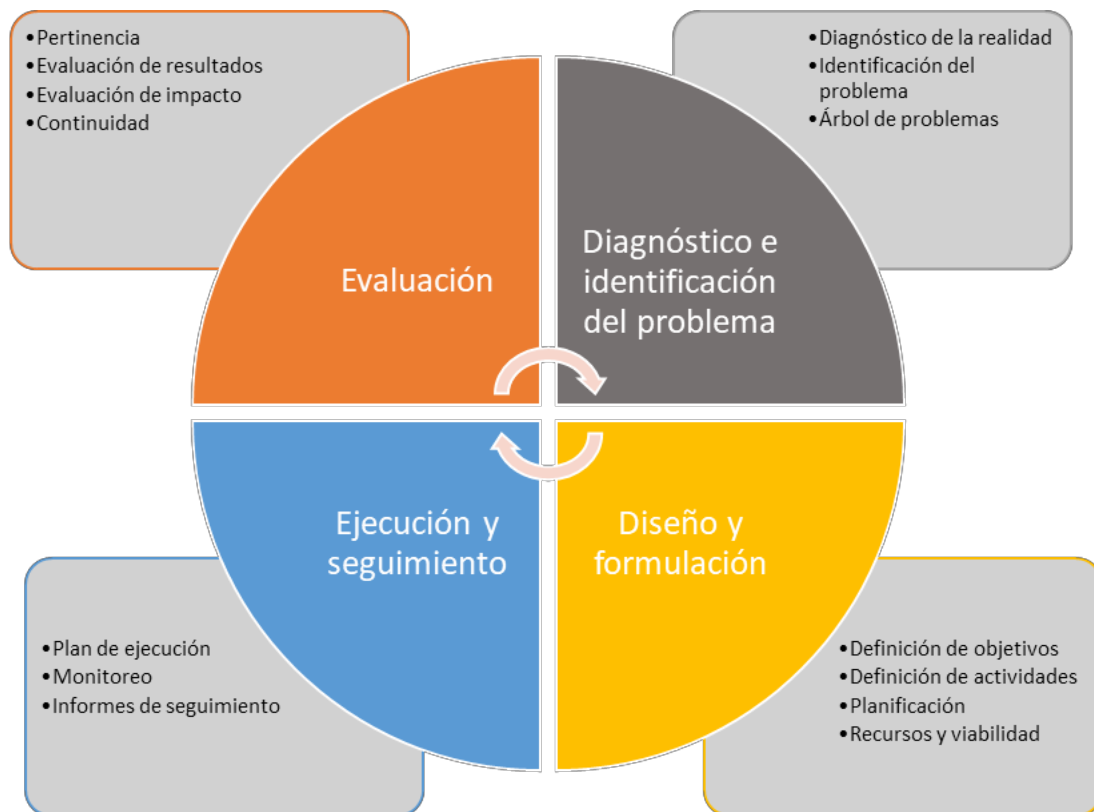 •Pertinencia
•Evaluación de resultados
•Evaluación de impacto
•Continuidad
•Diagnóstico de la realidad
•Identificación del
problema
•Árbol de problemas
Evaluación
Diagnóstico e
identificación
del problema
Ejecución y
seguimiento
Diseño y
formulación
•Plan de ejecución
•Monitoreo
•Informes de seguimiento
•Definición de objetivos
•Definición de actividades
•Planificación
•Recursos y viabilidad